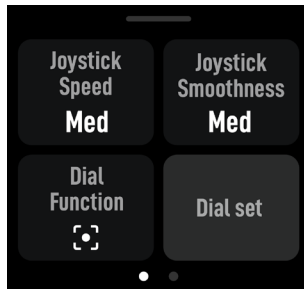 Joystick
Speed
Med
Joystick
Smoothness
Med
Dial
Function
Dial set